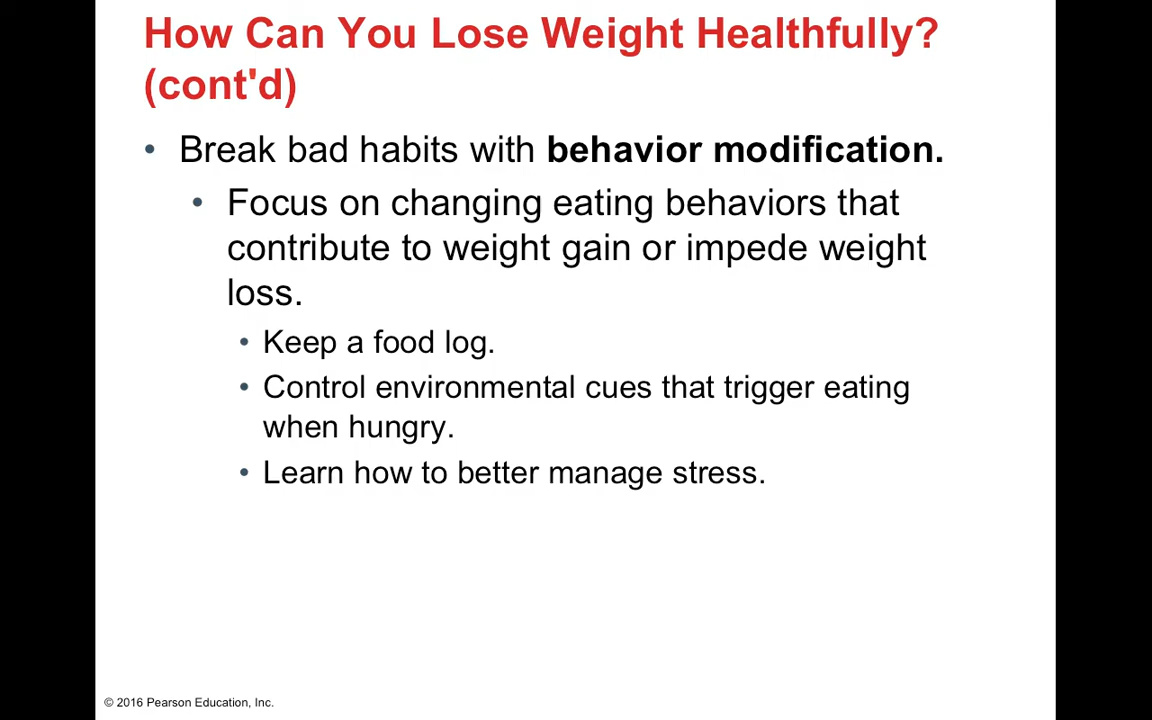 How Can You Lose Weight Healthfully?
(cont'd)
• Break bad habits with behavior modification.
• Focus on changing eating behaviors that
contribute to weight gain or impede weight
loss.
• Keep a food log.
• Control environmental cues that trigger eating
when hungry.
• Learn how to better manage stress.
© 2016 Pearson Education, Inc.